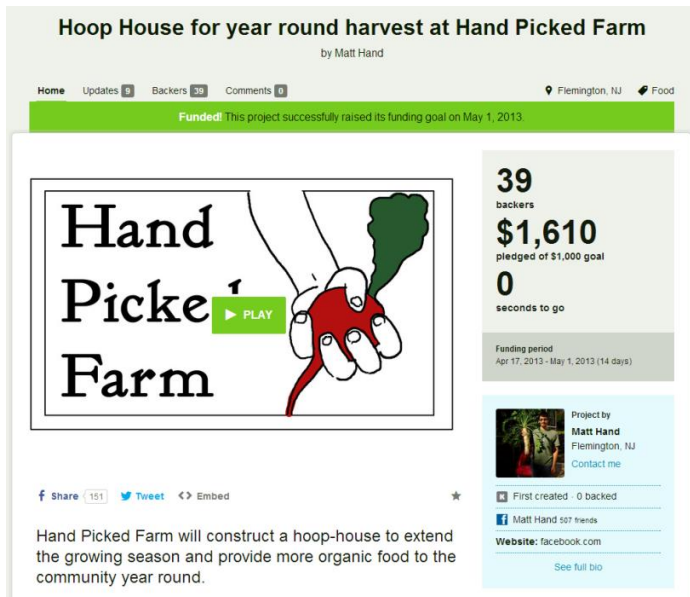 Hoop House for year round harvest at Hand Picked Farm
by Matt Hand
Home Updates 9 Backers 39 Comments 0 Flemington, NJ Food
Funded! This project successfully raised its funding goal on May 1, 2013.
Hand
Picke
Farm
PLAY
39
backers
$1,610
pledged of $1,000 goal
0
seconds to go
Funding period
Apr 17, 2013 - May 1, 2013 (14 days)
Project by
Matt Hand
Flemington, NJ
Contact me
K First created · 0 backed
f Matt Hand 507 friends
Website: facebook.com
See full bio
f Share 151 Tweet <> Embed
Hand Picked Farm will construct a hoop-house to extend
the growing season and provide more organic food to the
community year round.